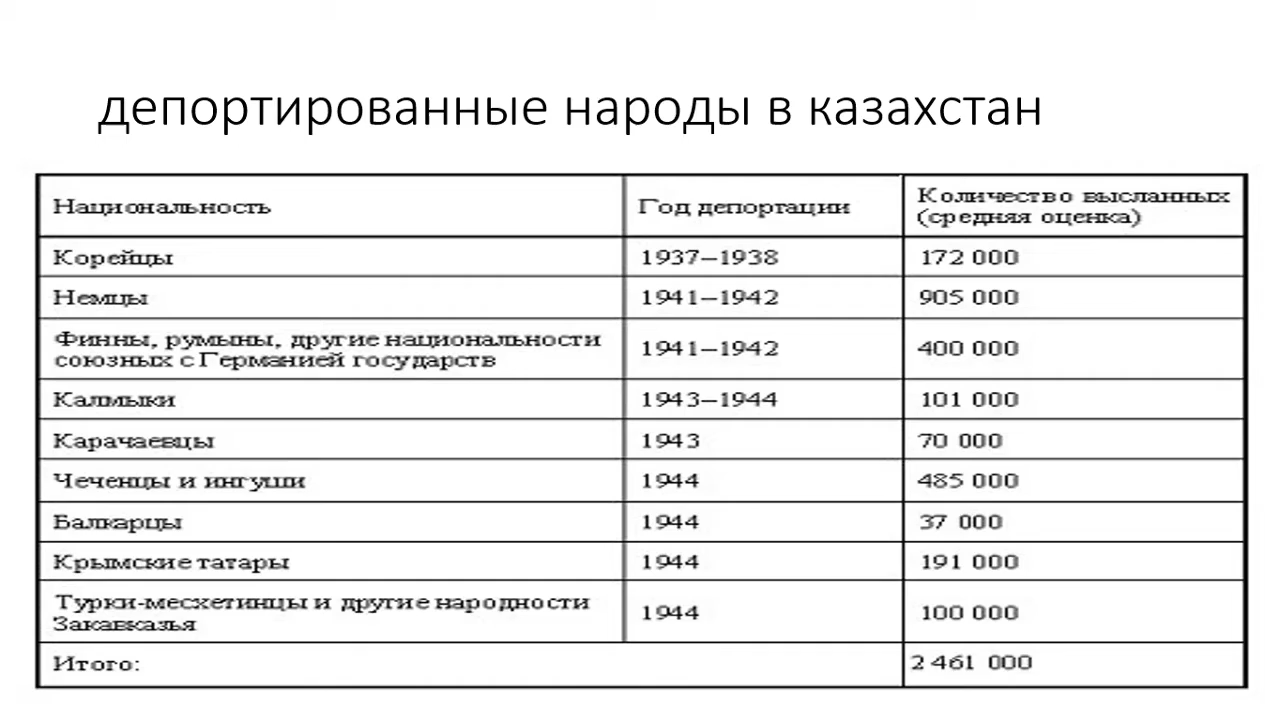 депортированные народы в казахстан
Национальность
Год депортации
Количество высланных
(средняя оценка)
Корейцы
1937–1938
172 000
Немцы
1941–1942
905 000
Финны, румыны, другие национальности
союзных с Германией государств
1941–1942
400 000
Калмыки
1943–1944
101 000
Карачаевцы
1943
70 000
Чеченцы и ингуши
1944
485 000
Балкарцы
1944
37 000
Крымские татары
1944
191 000
Турки-месхетинцы и другие народности
Закавказья
1944
100 000
Итого:
2 461 000